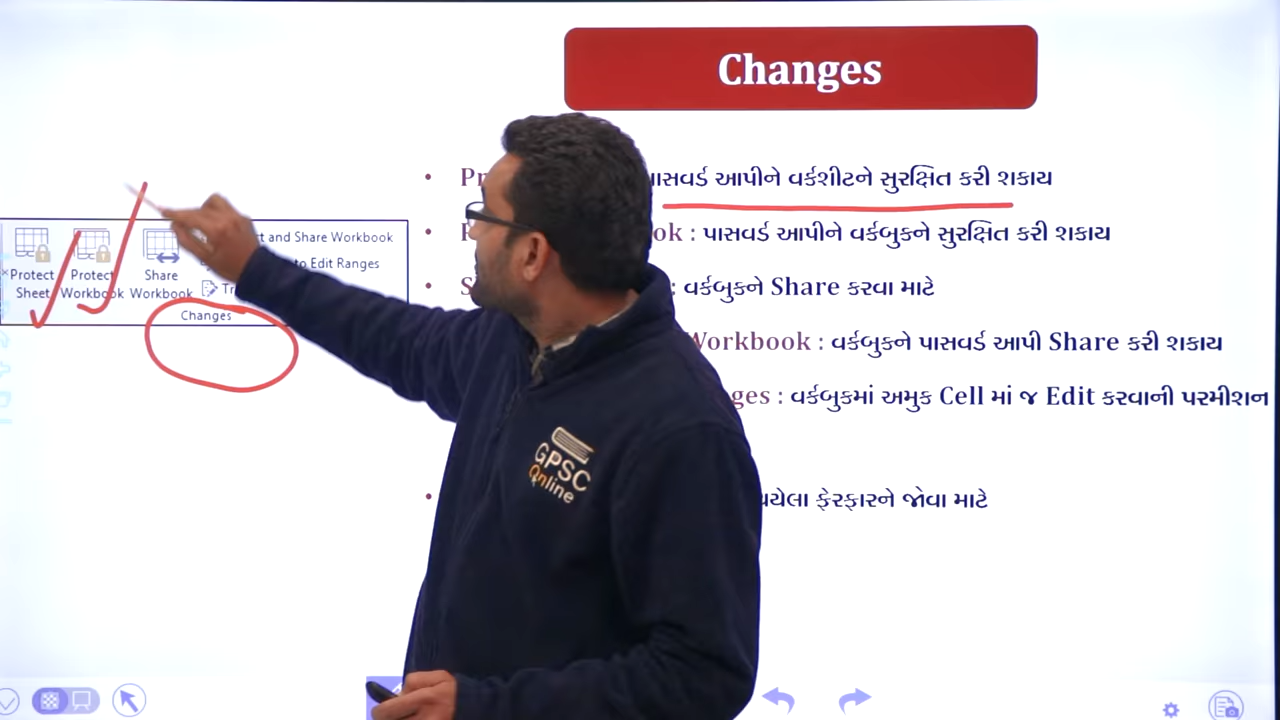 Changes
પાસવર્ડ આપીને વર્કશીટને સુરક્ષિત કરી શકાય
: પાસવર્ડ આપીને વર્કબુકને સુરક્ષિત કરી શકાય
: વર્કબુકને Share કરવા માટે
Workbook : વર્કબુકને પાસવર્ડ આપી Share કરી શકાય
: વર્કબુકમાં અમુક Cell માં જ Edit કરવાની પરમીશન
ફેરફારને જોવા માટે
Protect Sheet
Protect Workbook
Share Workbook
and Share Workbook
to Edit Ranges
Changes
GPSC
Online